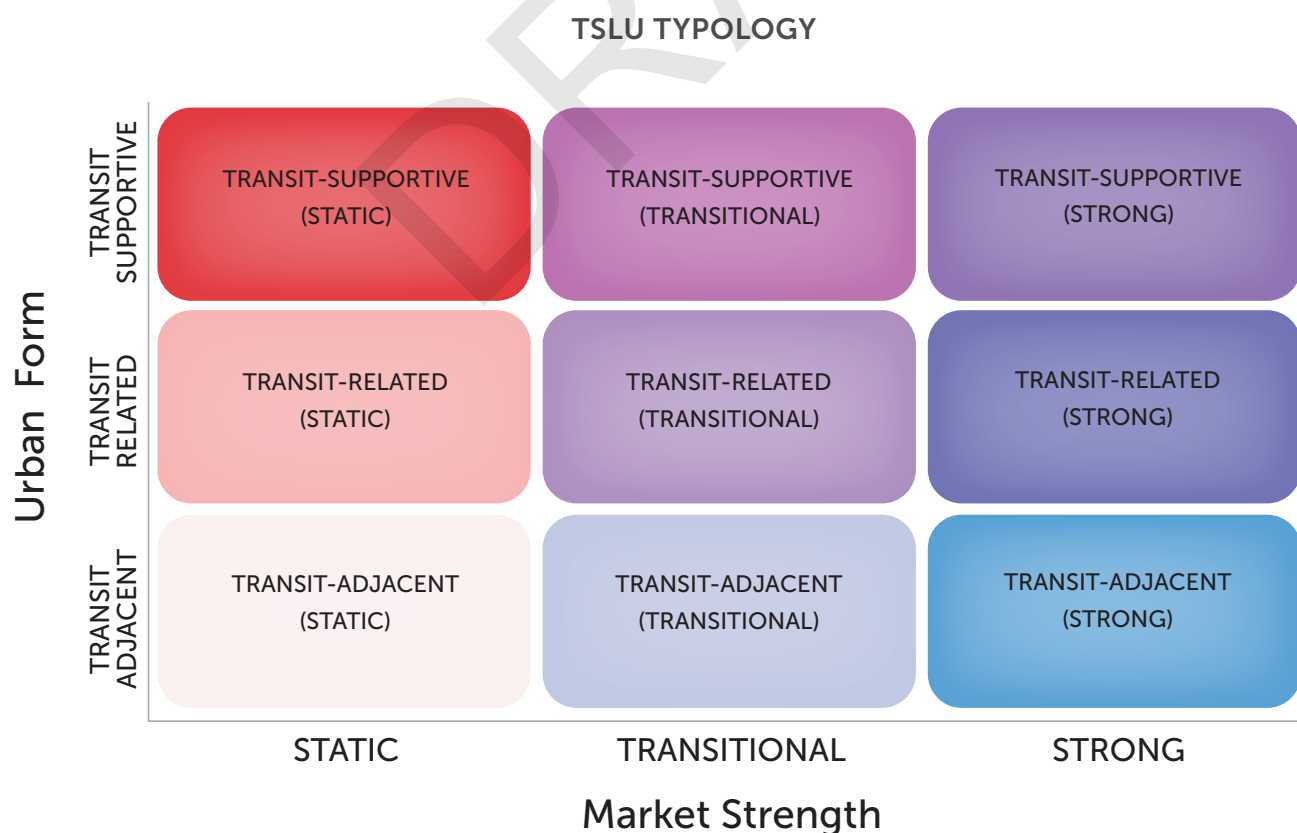 TSLU TYPOLOGY
DRA
Urban Form
TRANSIT
SUPPORTIVE
TRANSIT-SUPPORTIVE
(STATIC)
TRANSIT-SUPPORTIVE
(TRANSITIONAL)
TRANSIT-SUPPORTIVE
(STRONG)
TRANSIT
RELATED
TRANSIT-RELATED
(STATIC)
TRANSIT-RELATED
(TRANSITIONAL)
TRANSIT-RELATED
(STRONG)
TRANSIT
ADJACENT
TRANSIT-ADJACENT
(STATIC)
TRANSIT-ADJACENT
(TRANSITIONAL)
TRANSIT-ADJACENT
(STRONG)
STATIC
TRANSITIONAL
STRONG
Market Strength